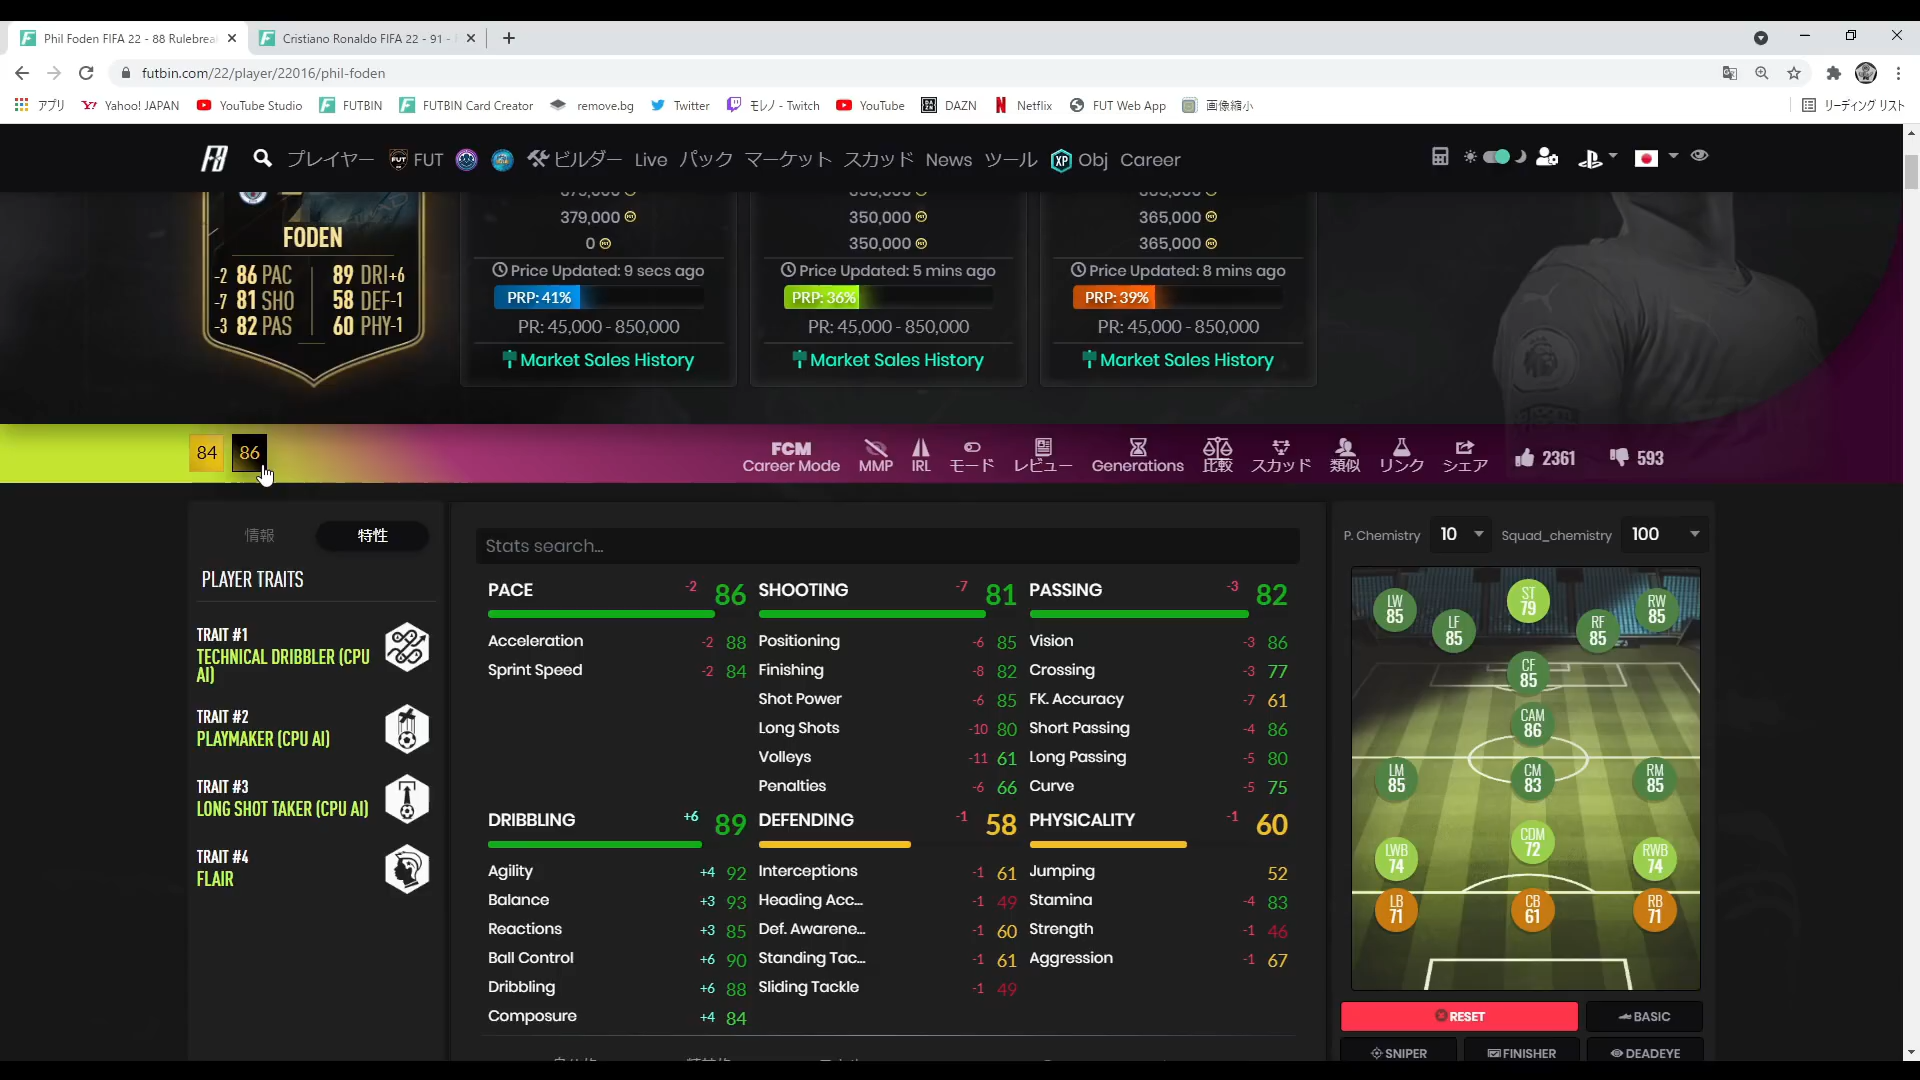 Phil Foden FIFA 22 - 88 Rulebrea
Cristiano Ronaldo FIFA 22 - 91 -
futbin.com/22/player/22016/phil-foden
アプリ Yahoo! JAPAN YouTube Studio FUTBIN FUTBIN Card Creator remove.bg Twitter モレノ - Twitch YouTube DAZN Netflix FUT Web App 画像縮小 リーディング リスト
プレイヤー FUT ビルダー Live パック マーケット スカッド News ツール XP Obj Career
FODEN
-2 86 PAC 89 DRI+6
-7 81 SHO 58 DEF-1
-3 82 PAS 60 PHY-1
379,000
0
Price Updated: 9 secs ago
PRP: 41%
PR: 45,000 - 850,000
Market Sales History
350,000
350,000
Price Updated: 5 mins ago
PRP: 36%
PR: 45,000 - 850,000
Market Sales History
365,000
365,000
Price Updated: 8 mins ago
PRP: 39%
PR: 45,000 - 850,000
Market Sales History
84 86
FCM
Career Mode MMP IRL モード レビュー Generations 比較 スカッド 類似 リンク シェア 2361 593
情報 特性
PLAYER TRAITS
TRAIT #1
TECHNICAL DRIBBLER (CPU
AI)
TRAIT #2
PLAYMAKER (CPU AI)
TRAIT #3
LONG SHOT TAKER (CPU AI)
TRAIT #4
FLAIR
Stats search...
PACE -2 86
Acceleration -2 88
Sprint Speed -2 84
SHOOTING -7 81
Positioning -6 85
Finishing -8 82
Shot Power -6 85
Long Shots -10 80
Volleys -11 61
Penalties -6 66
PASSING -3 82
Vision -3 86
Crossing -3 77
FK. Accuracy -7 61
Short Passing -4 86
Long Passing -5 80
Curve -5 75
DRIBBLING +6 89
Agility +4 92
Balance +3 93
Reactions +3 85
Ball Control +6 90
Dribbling +6 88
Composure +4 84
DEFENDING -1 58
Interceptions -1 61
Heading Acc... -1 49
Def. Awarene... -1 60
Standing Tac... -1 61
Sliding Tackle -1 49
PHYSICALITY -1 60
Jumping 52
Stamina -4 83
Strength -1 46
Aggression -1 67
P. Chemistry 10 Squad_chemistry 100
ST
79
LW
85
RW
85
LF
85
RF
85
CF
85
CAM
86
LM
85
CM
83
RM
85
LWB
74
CDM
72
RWB
74
LB
71
CB
61
RB
71
RESET BASIC
SNIPER FINISHER DEADEYE